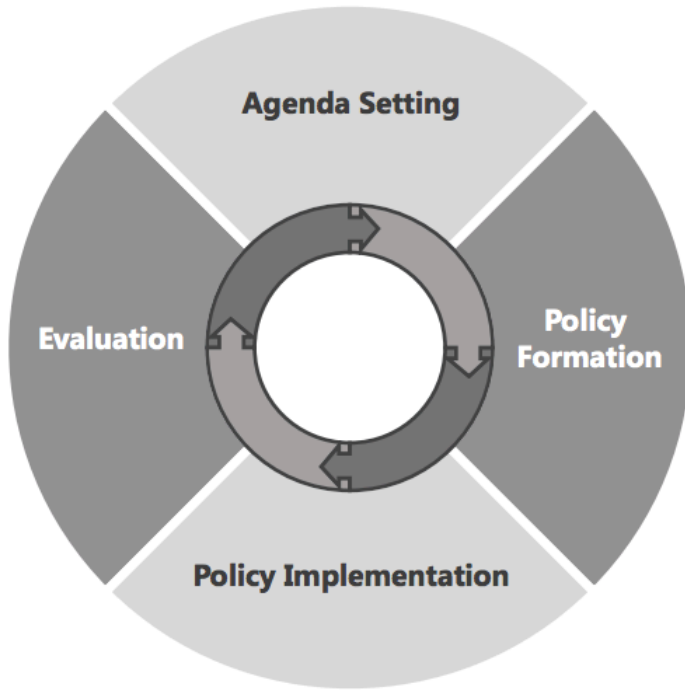 Agenda Setting
Policy
Formation
Policy Implementation
Evaluation